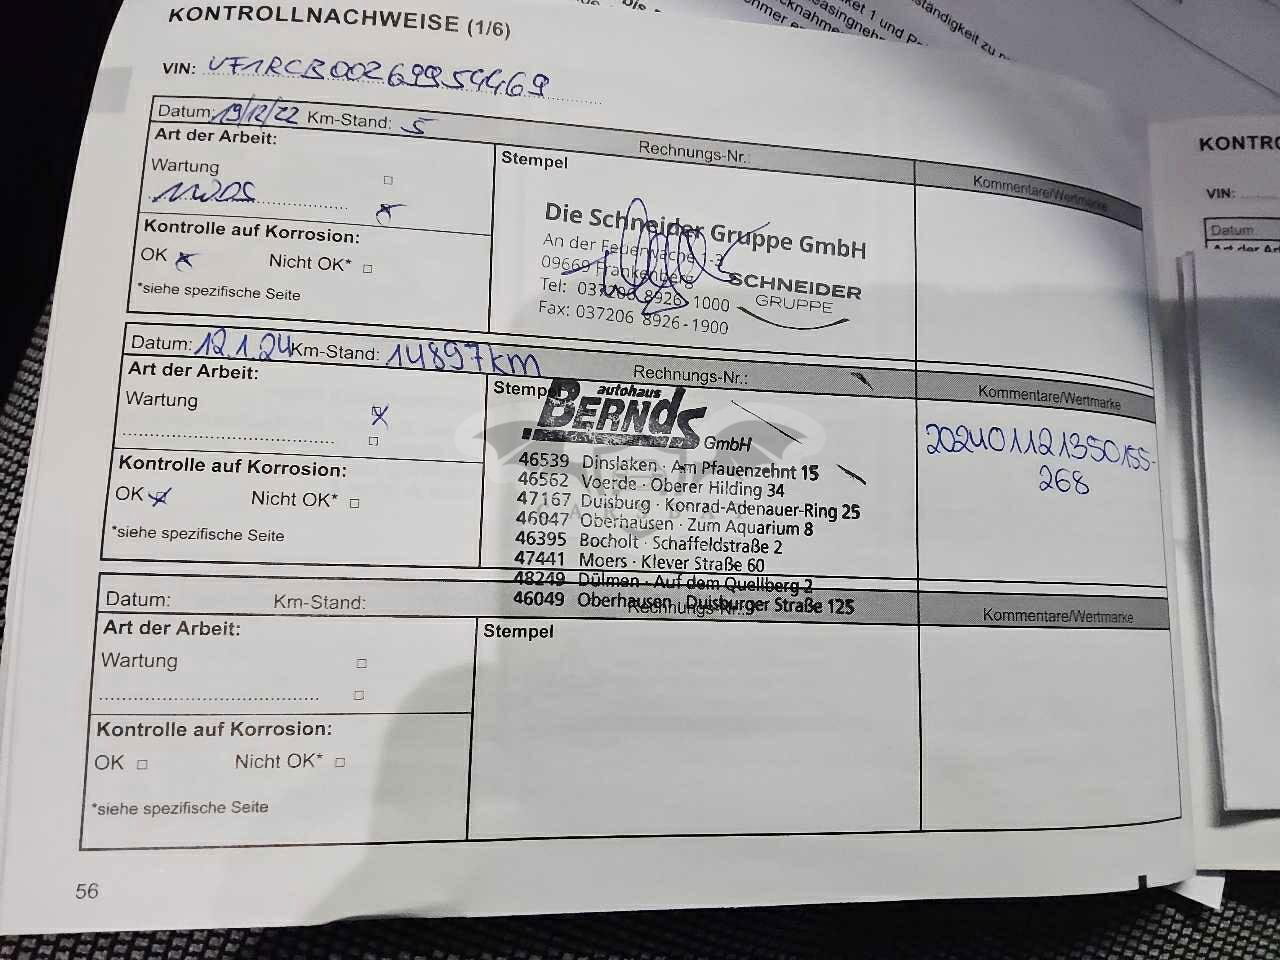 KONTROLLNACHWEISE (1/6)
VIN: VF1RCB00269954469
Datum: 19/12/22 Km-Stand: 5
Rechnungs-Nr.:
Kommentare/Wertmarke
Art der Arbeit:
Wartung
Kontrolle auf Korrosion:
OK Nicht OK*
*siehe spezifische Seite
Stempel
Die Schneider Gruppe GmbH
An der Feuerwache 1-3
09669 Frankenberg
Tel: 037206 8926-1000
Fax: 037206 8926-1900
SCHNEIDER
GRUPPE
Datum: 12.1.24 Km-Stand: 14897km
Rechnungs-Nr.:
Kommentare/Wertmarke
Art der Arbeit:
Wartung
Kontrolle auf Korrosion:
OK Nicht OK*
*siehe spezifische Seite
Stempel
autohaus
BERNDS
GmbH
46539 Dinslaken · Am Pfauenzehnt 15
46562 Voerde · Oberer Hilding 34
47167 Duisburg · Konrad-Adenauer-Ring 25
46047 Oberhausen · Zum Aquarium 8
46395 Bocholt · Schaffeldstraße 2
47441 Moers · Klever Straße 60
48249 Dülmen · Auf dem Quellberg 2
46049 Oberhausen · Duisburger Straße 125
202401121350155-
268
Datum: Km-Stand:
Rechnungs-Nr.:
Kommentare/Wertmarke
Art der Arbeit:
Wartung
Kontrolle auf Korrosion:
OK Nicht OK*
*siehe spezifische Seite
Stempel
56
VIN:
Datum